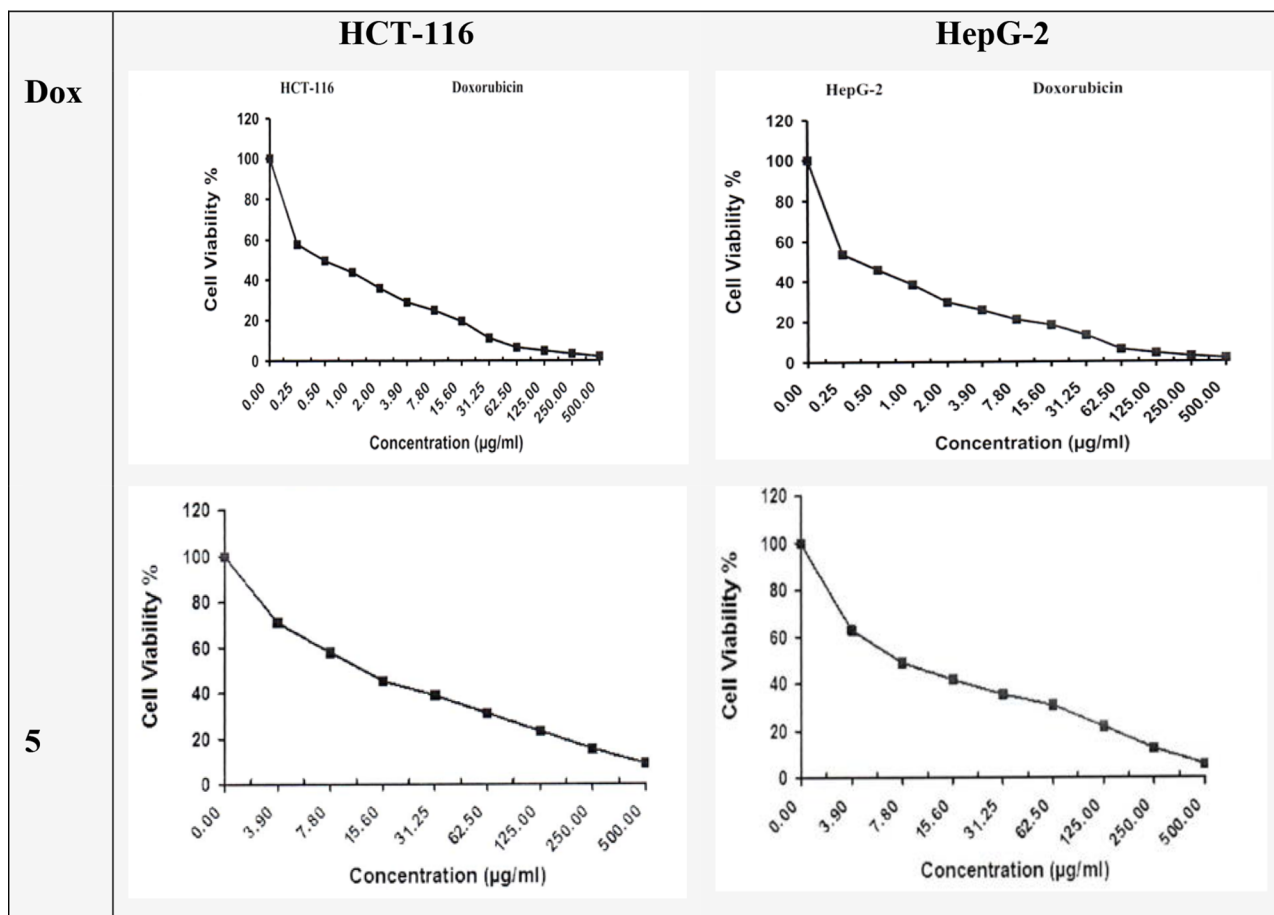 HCT-116 HepG-2
Dox
HCT-116 Doxorubicin
Cell Viability %
120
100
80
60
40
20
0
0.00 0.25 0.50 1.00 2.00 3.90 7.80 15.60 31.25 62.50 125.00 250.00 500.00
Concentration (µg/ml)
HepG-2 Doxorubicin
Cell Viability %
120
100
80
60
40
20
0
0.00 0.25 0.50 1.00 2.00 3.90 7.80 15.60 31.25 62.50 125.00 250.00 500.00
Concentration (µg/ml)
5
Cell Viability %
120
100
80
60
40
20
0
0.00 3.90 7.80 15.60 31.25 62.50 125.00 250.00 500.00
Concentration (µg/ml)
Cell Viability %
120
100
80
60
40
20
0
0.00 3.90 7.80 15.60 31.25 62.50 125.00 250.00 500.00
Concentration (µg/ml)